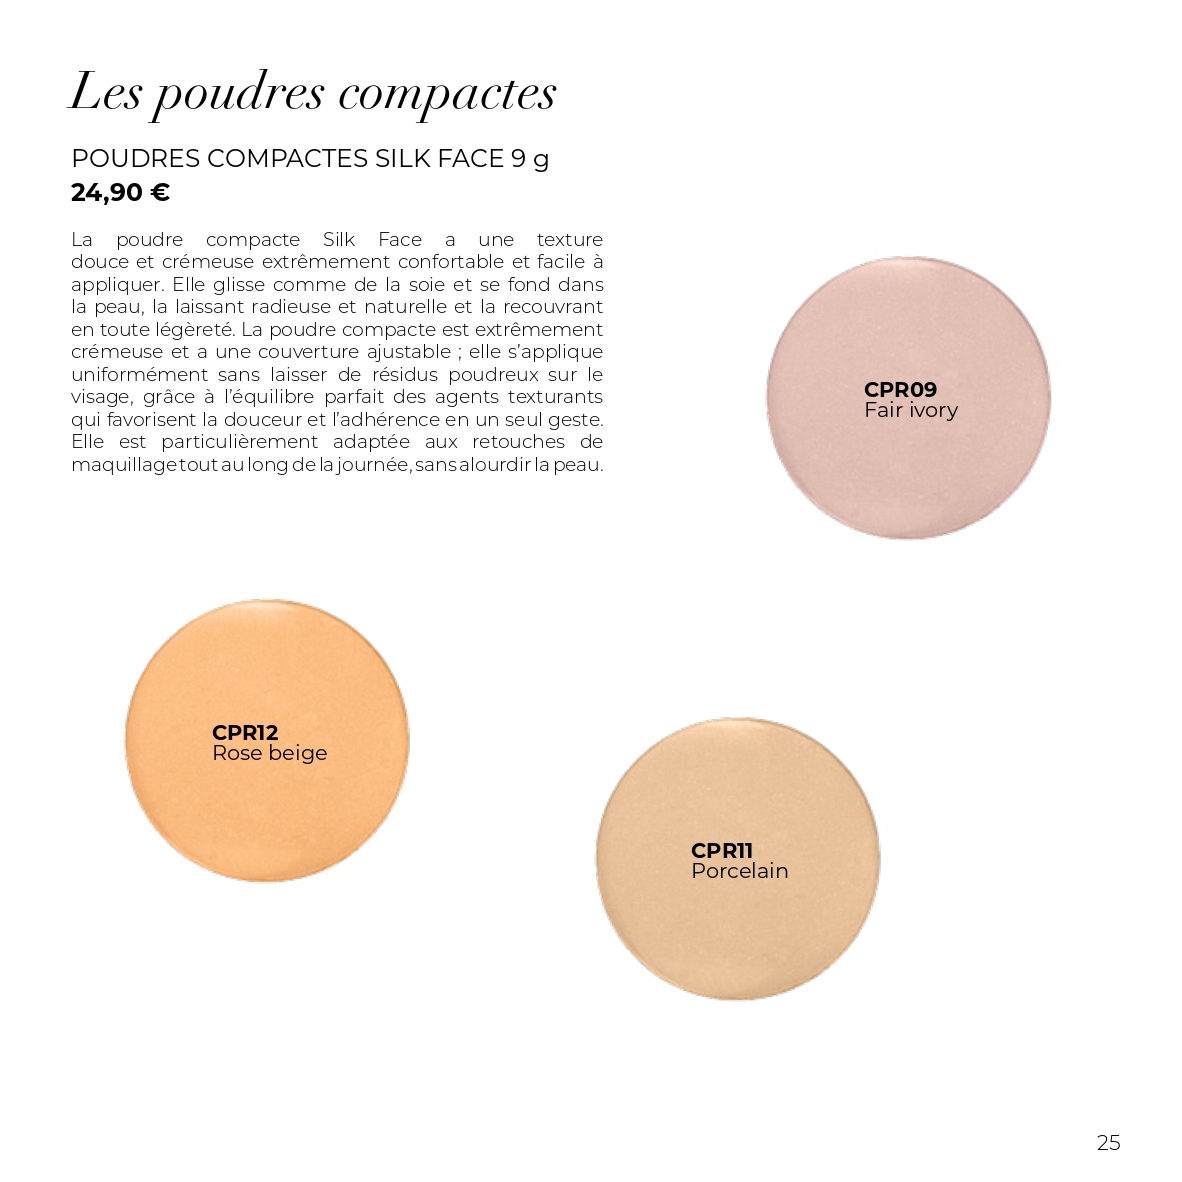 Les poudres compactes
POUDRES COMPACTES SILK FACE 9 g
24,90 €
La poudre compacte Silk Face a une texture
douce et crémeuse extrêmement confortable et facile à
appliquer. Elle glisse comme de la soie et se fond dans
la peau, la laissant radieuse et naturelle et la recouvrant
en toute légèreté. La poudre compacte est extrêmement
crémeuse et a une couverture ajustable ; elle s’applique
uniformément sans laisser de résidus poudreux sur le
visage, grâce à l’équilibre parfait des agents texturants
qui favorisent la douceur et l’adhérence en un seul geste.
Elle est particulièrement adaptée aux retouches de
maquillage tout au long de la journée, sans alourdir la peau.
CPR09
Fair ivory
CPR12
Rose beige
CPR11
Porcelain
25